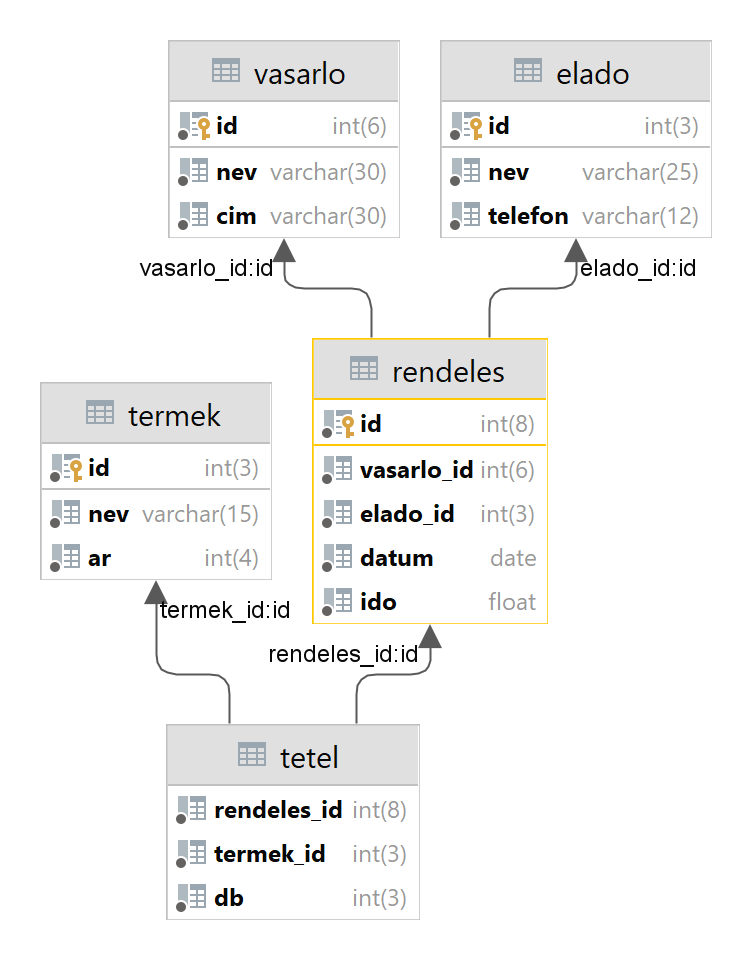 vasarlo
id int(6)
nev varchar(30)
cim varchar(30)
elado
id int(3)
nev varchar(25)
telefon varchar(12)
vasarlo_id:id
elado_id:id
rendeles
id int(8)
vasarlo_id int(6)
elado_id int(3)
datum date
ido float
termek
id int(3)
nev varchar(15)
ar int(4)
termek_id:id
rendeles_id:id
tetel
rendeles_id int(8)
termek_id int(3)
db int(3)